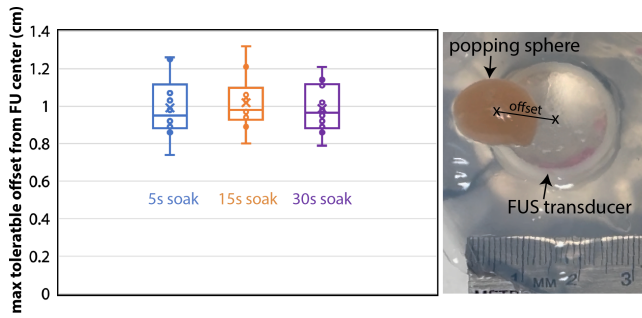 max toleratble offset from FU center (cm)
1.4
1.2
1
0.8
0.6
0.4
0.2
0
5s soak
15s soak
30s soak
popping sphere
offset
x
x
FUS transducer
1 MM 2 3